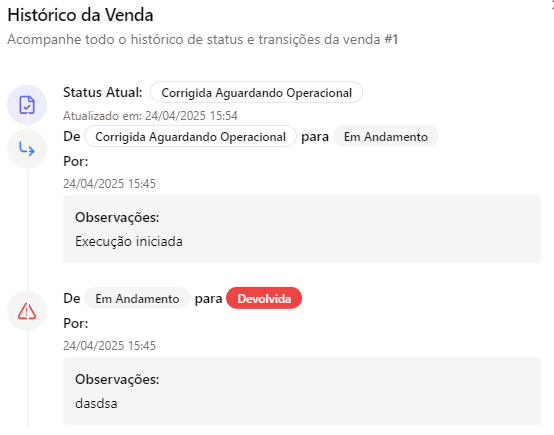 Histórico da Venda
Acompanhe todo o histórico de status e transições da venda #1
Status Atual: Corrigida Aguardando Operacional
Atualizado em: 24/04/2025 15:54
De Corrigida Aguardando Operacional para Em Andamento
Por:
24/04/2025 15:45
Observações:
Execução iniciada
De Em Andamento para Devolvida
Por:
24/04/2025 15:45
Observações:
dasdsa